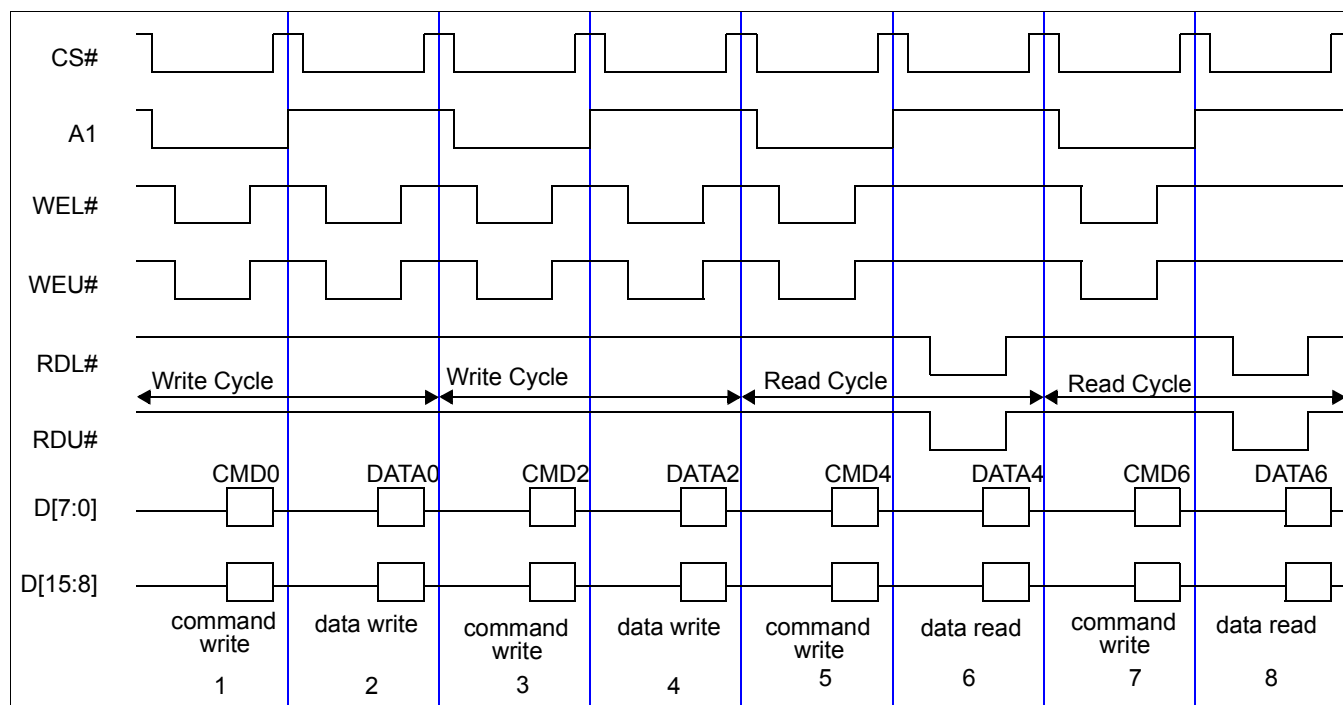 CS#
A1
WEL#
WEU#
RDL#
Write Cycle
Write Cycle
Read Cycle
Read Cycle
RDU#
CMD0
DATA0
CMD2
DATA2
CMD4
DATA4
CMD6
DATA6
D[7:0]
D[15:8]
command
write
data write
command
write
data write
command
write
data read
command
write
data read
1
2
3
4
5
6
7
8